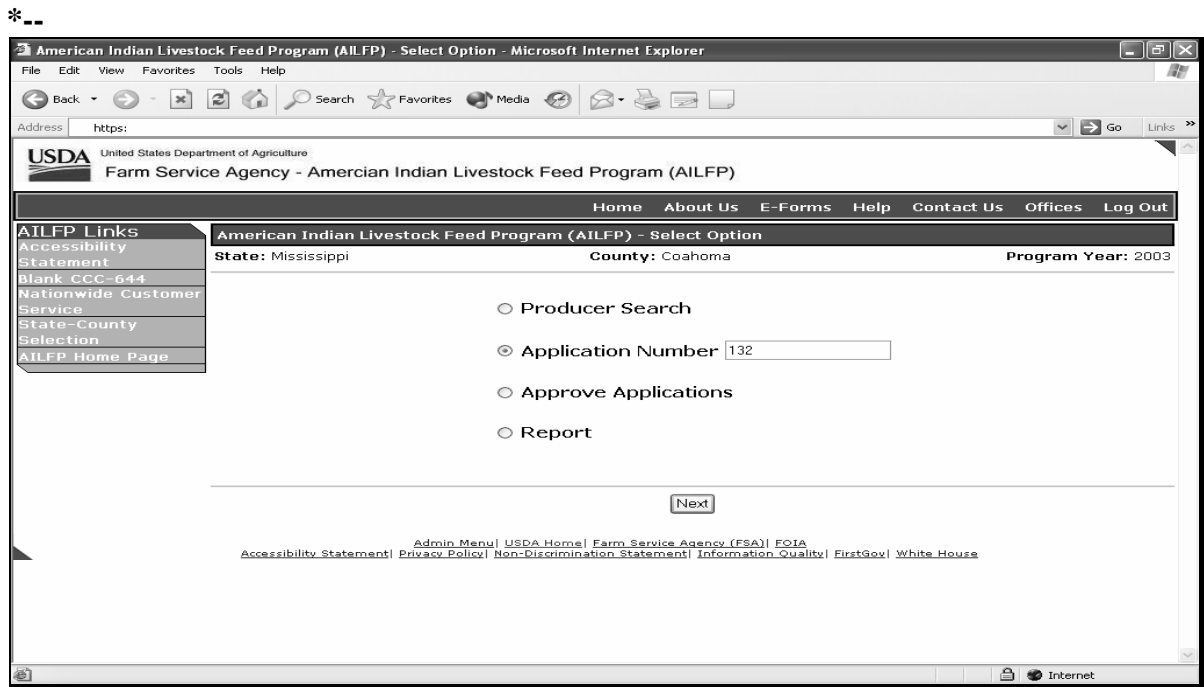 *--
American Indian Livestock Feed Program (AILFP) - Select Option - Microsoft Internet Explorer
File Edit View Favorites Tools Help
Back Search Favorites Media
Address https: Go Links »
USDA United States Department of Agriculture
Farm Service Agency - Amercian Indian Livestock Feed Program (AILFP)
Home About Us E-Forms Help Contact Us Offices Log Out
AILFP Links
Accessibility
Statement
Blank CCC-644
Nationwide Customer
Service
State-County
Selection
AILFP Home Page
American Indian Livestock Feed Program (AILFP) - Select Option
State: Mississippi County: Coahoma Program Year: 2003
Producer Search
Application Number 132
Approve Applications
Report
Next
Admin Menu| USDA Home| Farm Service Agency (FSA)| FOIA
Accessibility Statement| Privacy Policy| Non-Discrimination Statement| Information Quality| FirstGov| White House
Internet